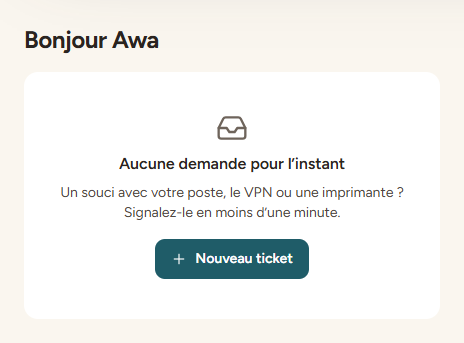 Bonjour Awa
Aucune demande pour l’instant
Un souci avec votre poste, le VPN ou une imprimante ?
Signalez-le en moins d’une minute.
Nouveau ticket